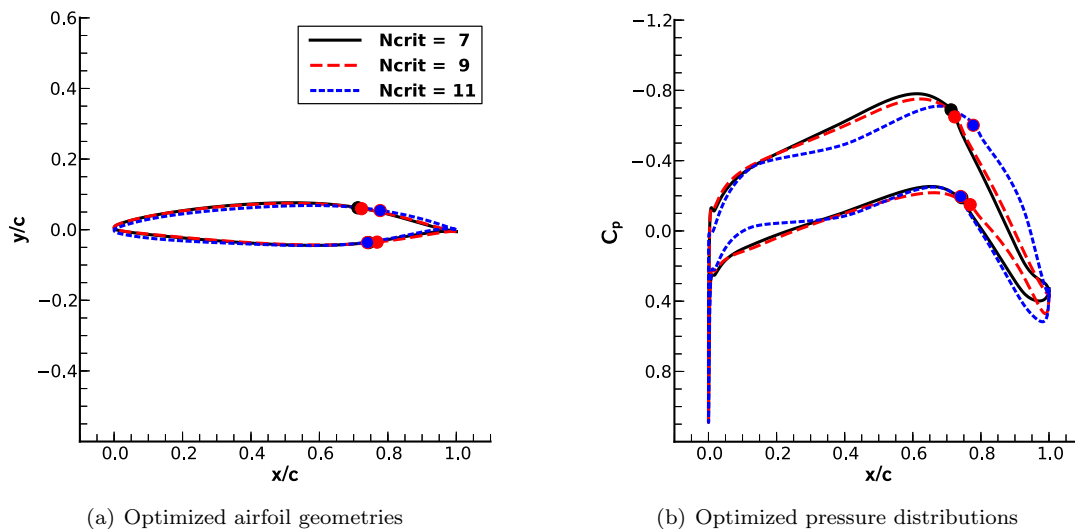 0.6
0.4
0.2
0.0
−0.2
−0.4
y/c
0.0 0.2 0.4 0.6 0.8 1.0
x/c
Ncrit = 7
Ncrit = 9
Ncrit = 11
(a) Optimized airfoil geometries
−1.2
−0.8
−0.4
0.0
0.4
0.8
Cp
0.0 0.2 0.4 0.6 0.8 1.0
x/c
(b) Optimized pressure distributions